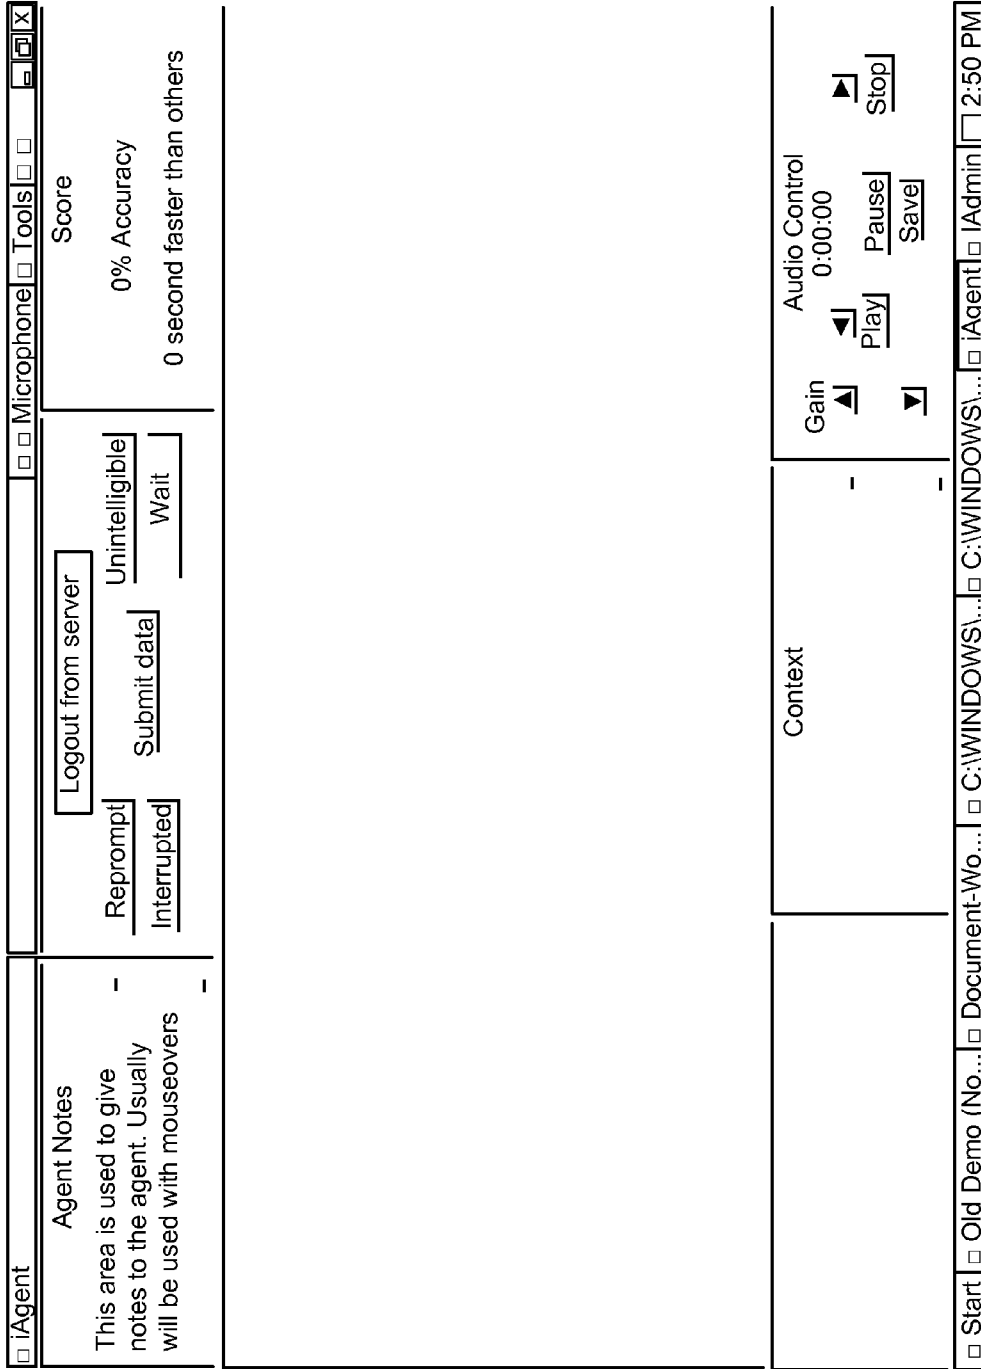 iAgent
Microphone Tools
Agent Notes
This area is used to give
notes to the agent. Usually
will be used with mouseovers
Logout from server
Reprompt
Unintelligible
Submit data
Interrupted
Wait
Score
0% Accuracy
0 second faster than others
Context
Audio Control
Gain
0:00:00
Play
Pause
Stop
Save
Start Old Demo (No... Document-Wo... C:\WINDOWS\... C:\WINDOWS\... iAgent IAdmin 2:50 PM